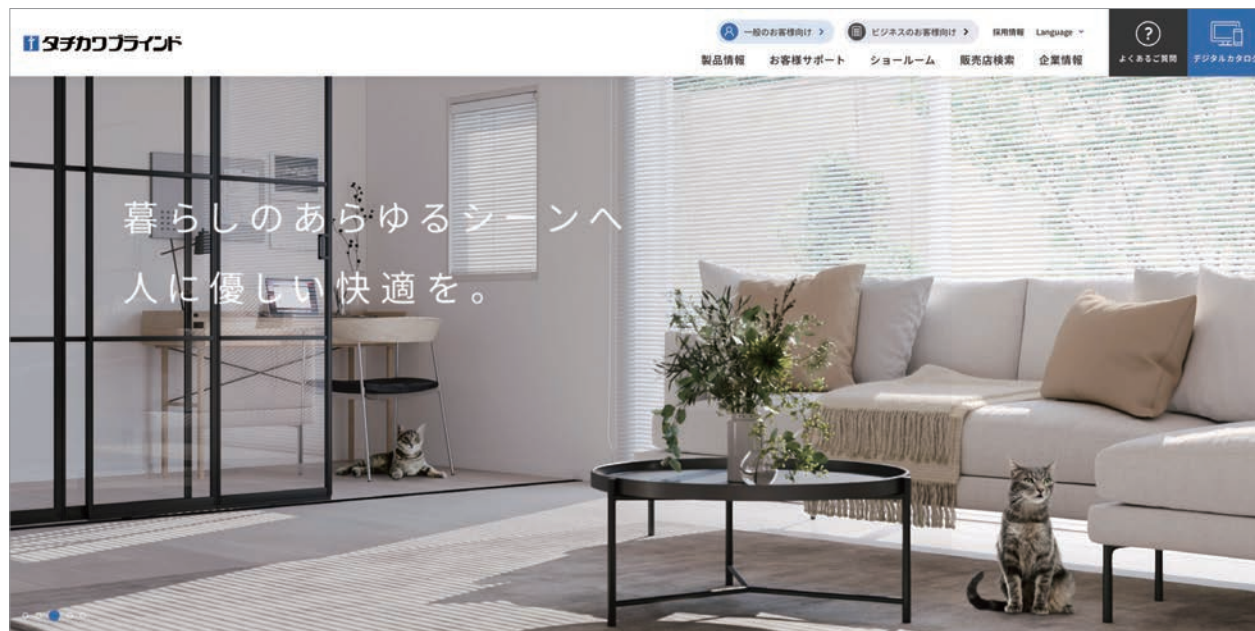 タチカワブラインド
一般のお客様向け
ビジネスのお客様向け
採用情報
Language
製品情報
お客様サポート
ショールーム
販売店検索
企業情報
よくあるご質問
デジタルカタログ
暮らしのあらゆるシーンへ
人に優しい快適を。